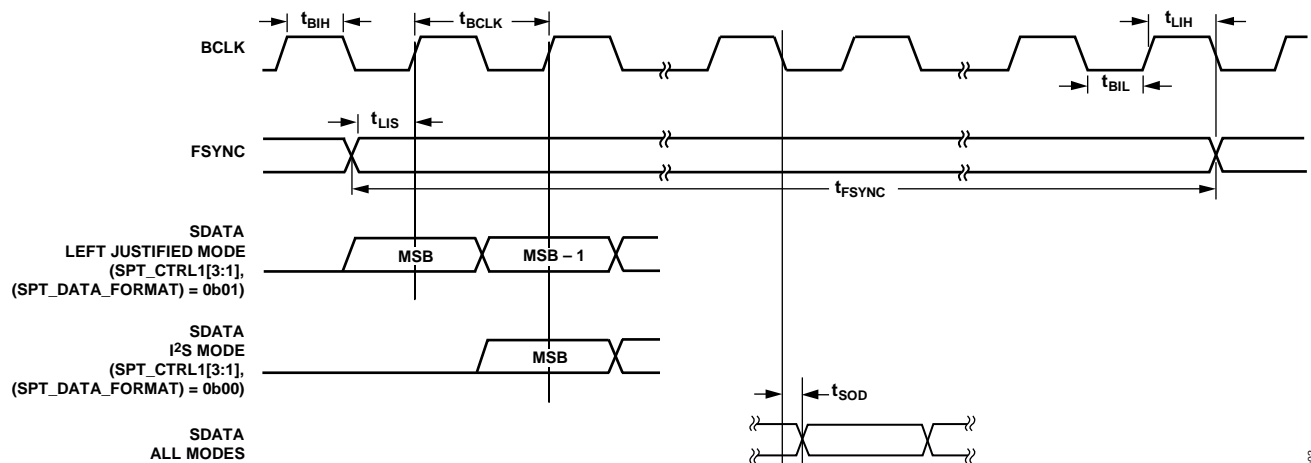 tBIH
tBCLK
tLIH
BCLK
tBIL
tLIS
FSYNC
tFSYNC
SDATA
LEFT JUSTIFIED MODE
(SPT_CTRL1[3:1],
(SPT_DATA_FORMAT) = 0b01)
MSB
MSB – 1
SDATA
I2S MODE
(SPT_CTRL1[3:1],
(SPT_DATA_FORMAT) = 0b00)
MSB
tSOD
SDATA
ALL MODES